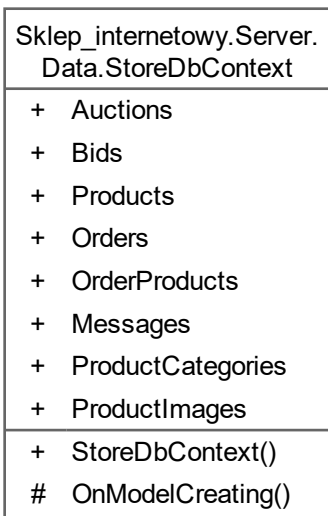 Sklep_internetowy.Server.
Data.StoreDbContext
+ Auctions
+ Bids
+ Products
+ Orders
+ OrderProducts
+ Messages
+ ProductCategories
+ ProductImages
+ StoreDbContext()
# OnModelCreating()